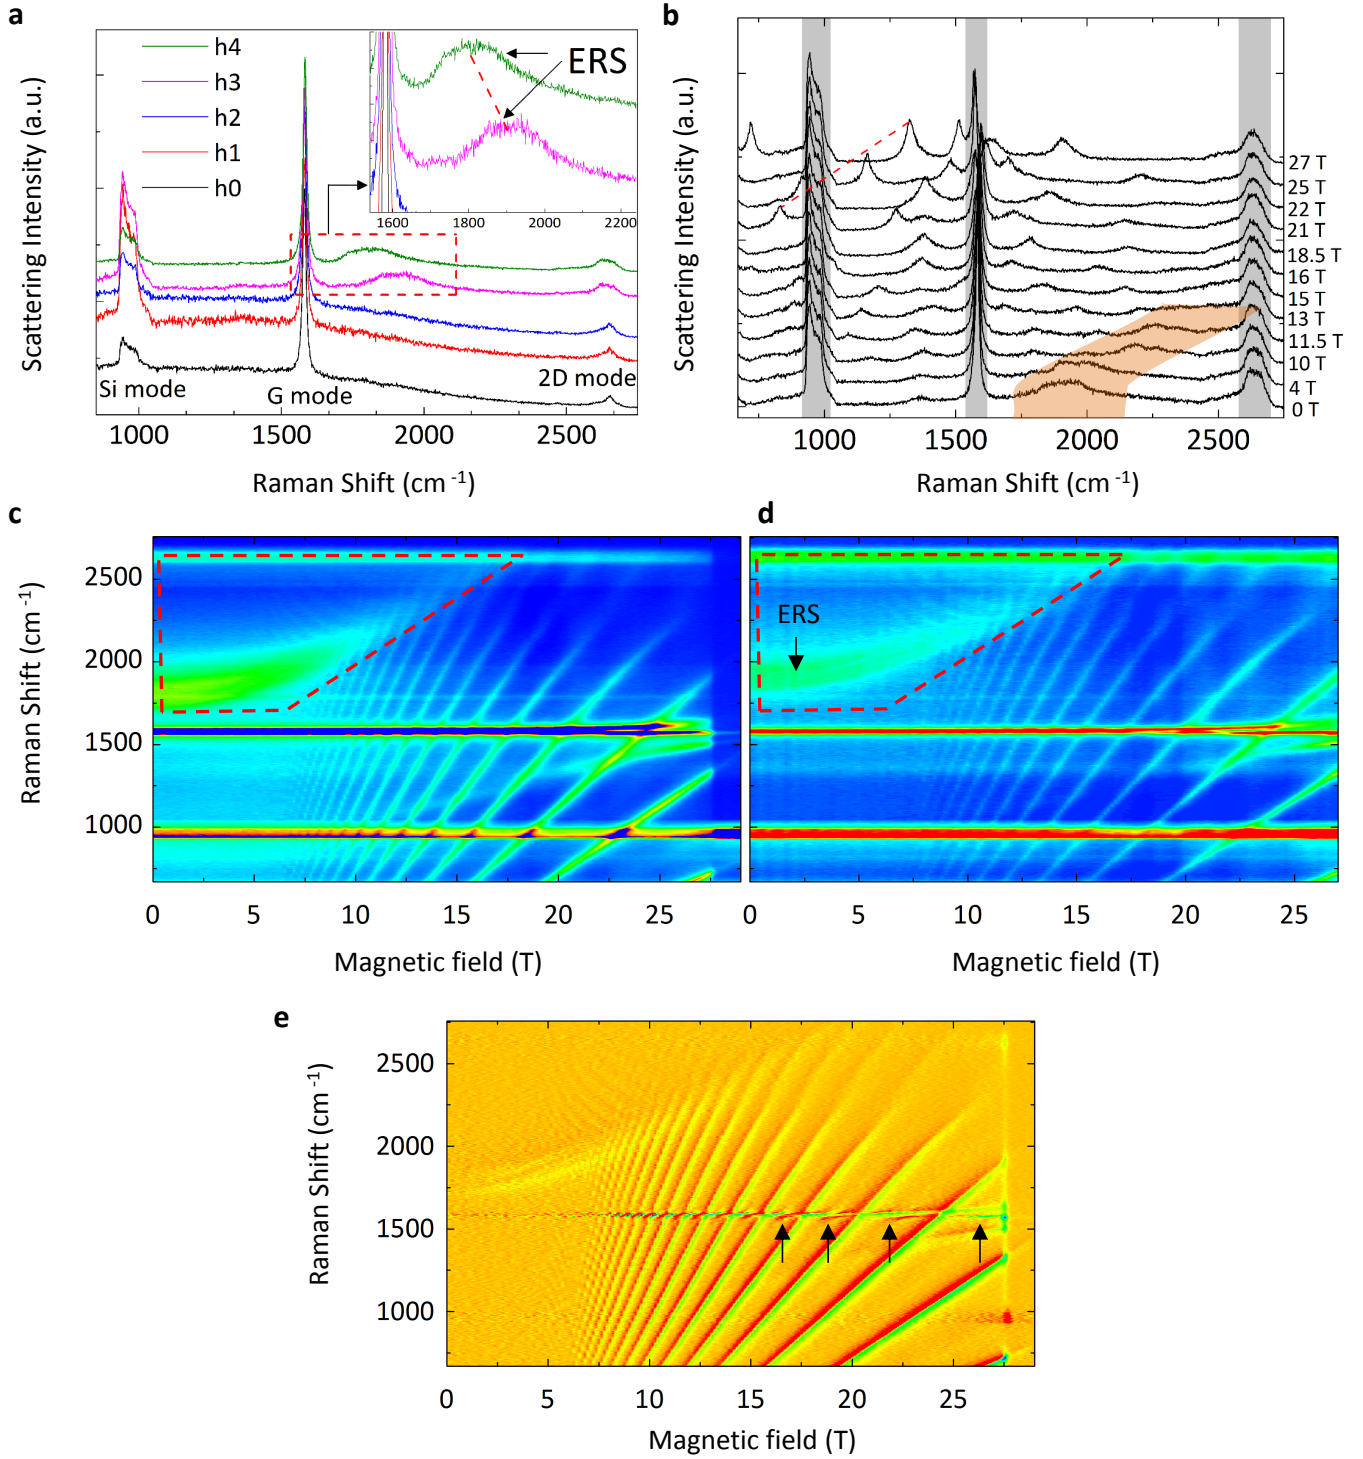 a
h4
h3
h2
h1
h0
ERS
1600 1800 2000 2200
Si mode
G mode
2D mode
1000 1500 2000 2500
Raman Shift (cm -1)
Scattering Intensity (a.u.)
b
27 T
25 T
22 T
21 T
18.5 T
16 T
15 T
13 T
11.5 T
10 T
4 T
0 T
1000 1500 2000 2500
Raman Shift (cm -1)
Scattering Intensity (a.u.)
c
2500
2000
1500
1000
Raman Shift (cm -1)
0 5 10 15 20 25
Magnetic field (T)
d
ERS
0 5 10 15 20 25
Magnetic field (T)
e
2500
2000
1500
1000
Raman Shift (cm -1)
0 5 10 15 20 25
Magnetic field (T)